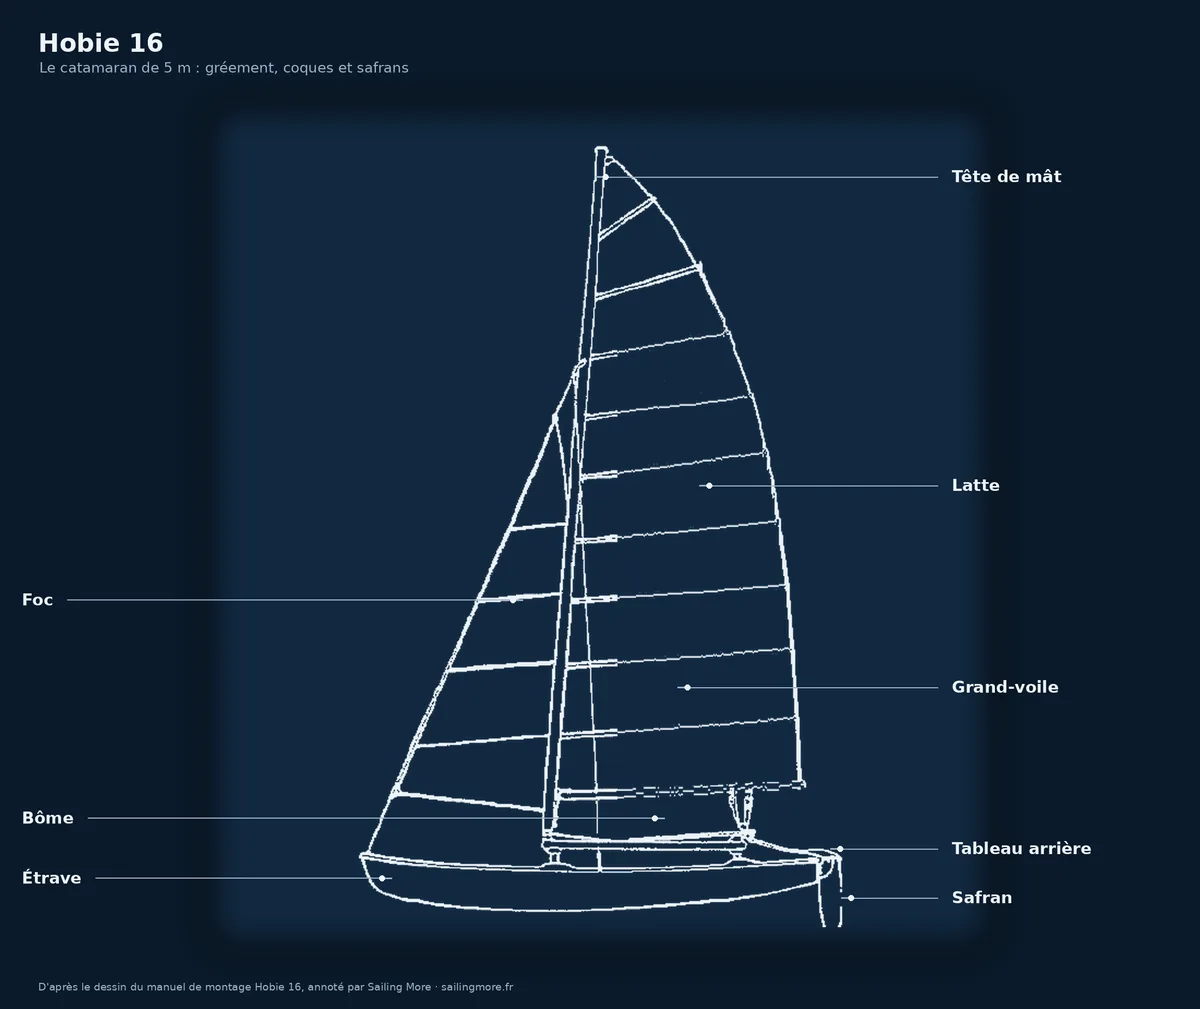 Hobie 16
Le catamaran de 5 m : gréement, coques et safrans
Tête de mât
Latte
Foc
Grand-voile
Bôme
Tableau arrière
Étrave
Safran
D'après le dessin du manuel de montage Hobie 16, annoté par Sailing More · sailingmore.fr